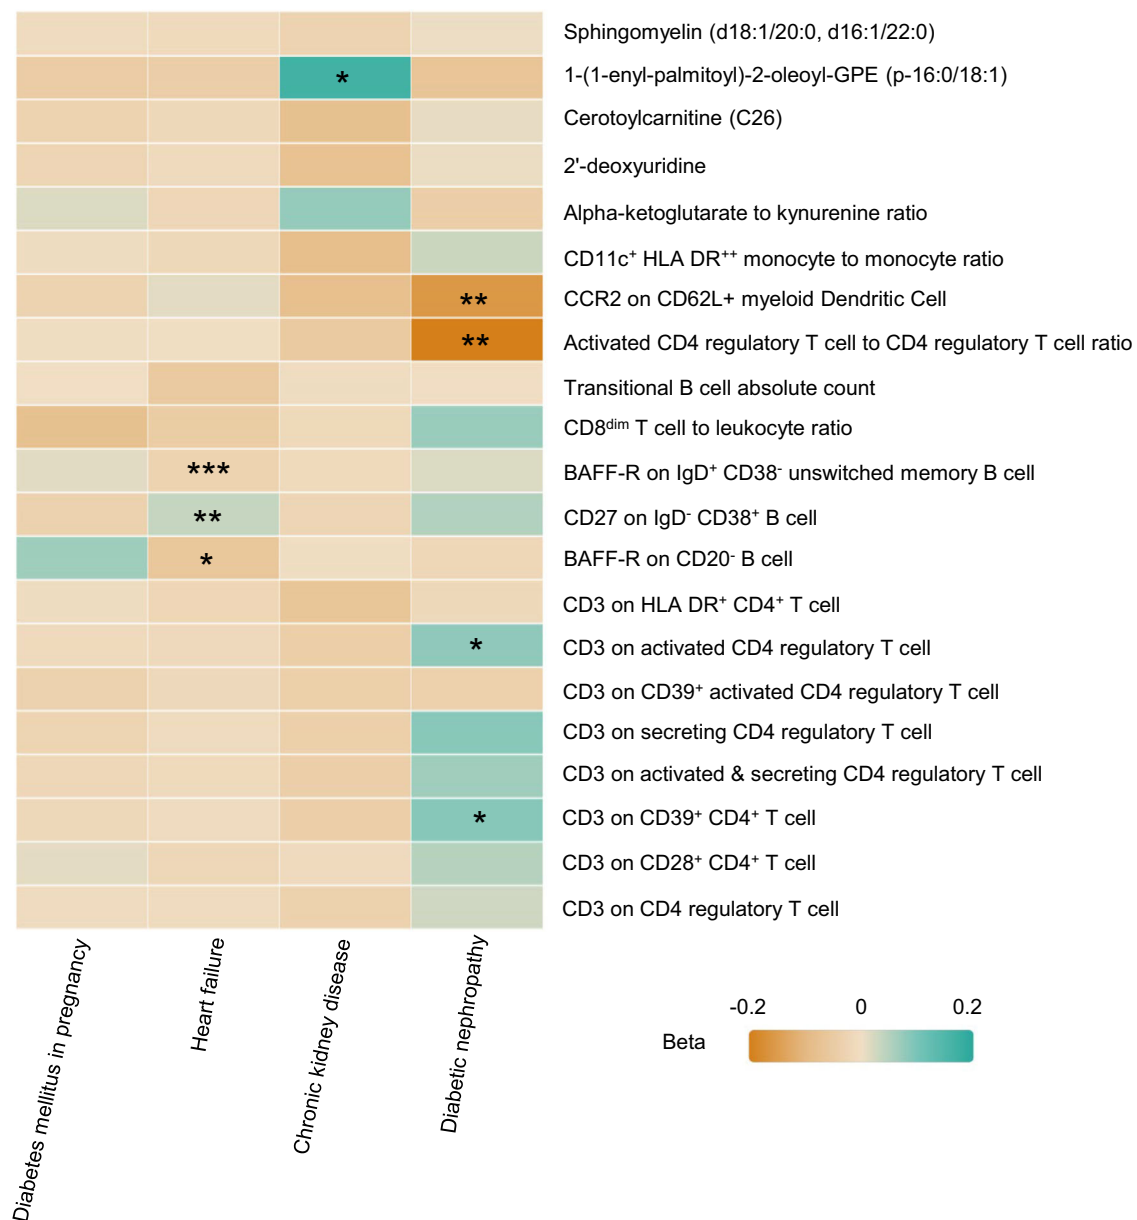 Sphingomyelin (d18:1/20:0, d16:1/22:0)
* 1-(1-enyl-palmitoyl)-2-oleoyl-GPE (p-16:0/18:1)
Cerotoylcarnitine (C26)
2'-deoxyuridine
Alpha-ketoglutarate to kynurenine ratio
CD11c⁺ HLA DR⁺⁺ monocyte to monocyte ratio
** CCR2 on CD62L+ myeloid Dendritic Cell
** Activated CD4 regulatory T cell to CD4 regulatory T cell ratio
Transitional B cell absolute count
CD8ᵈⁱᵐ T cell to leukocyte ratio
*** BAFF-R on IgD⁺ CD38⁻ unswitched memory B cell
** CD27 on IgD⁻ CD38⁺ B cell
* BAFF-R on CD20⁻ B cell
CD3 on HLA DR⁺ CD4⁺ T cell
* CD3 on activated CD4 regulatory T cell
CD3 on CD39⁺ activated CD4 regulatory T cell
CD3 on secreting CD4 regulatory T cell
CD3 on activated & secreting CD4 regulatory T cell
* CD3 on CD39⁺ CD4⁺ T cell
CD3 on CD28⁺ CD4⁺ T cell
CD3 on CD4 regulatory T cell
Diabetes mellitus in pregnancy
Heart failure
Chronic kidney disease
Diabetic nephropathy
-0.2 0 0.2
Beta